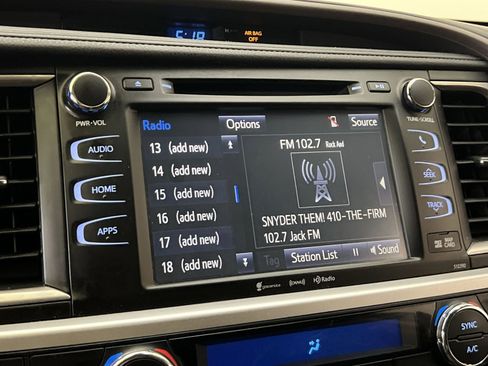 5:18
AIR BAG
OFF
PWR•VOL
TUNE•SCROLL
AUDIO
HOME
APPS
SEEK
TRACK
Radio
Options
Source
13 (add new)
14 (add new)
15 (add new)
16 (add new)
17 (add new)
18 (add new)
FM 102.7 Rock Awl
SNYDER THEM! 410-THE-FIRM
102.7 Jack FM
Tag
Station List
Sound
gracenote
HD Radio
SYNC
A/C